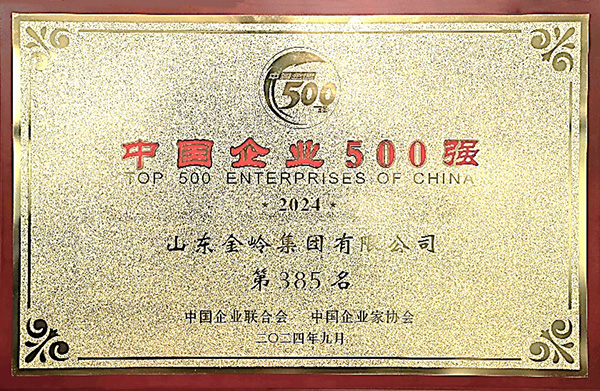 500
中国企业500强
TOP 500 ENTERPRISES OF CHINA
·2024·
山东金岭集团有限公司
第385名
中国企业联合会 中国企业家协会
二〇二四年九月